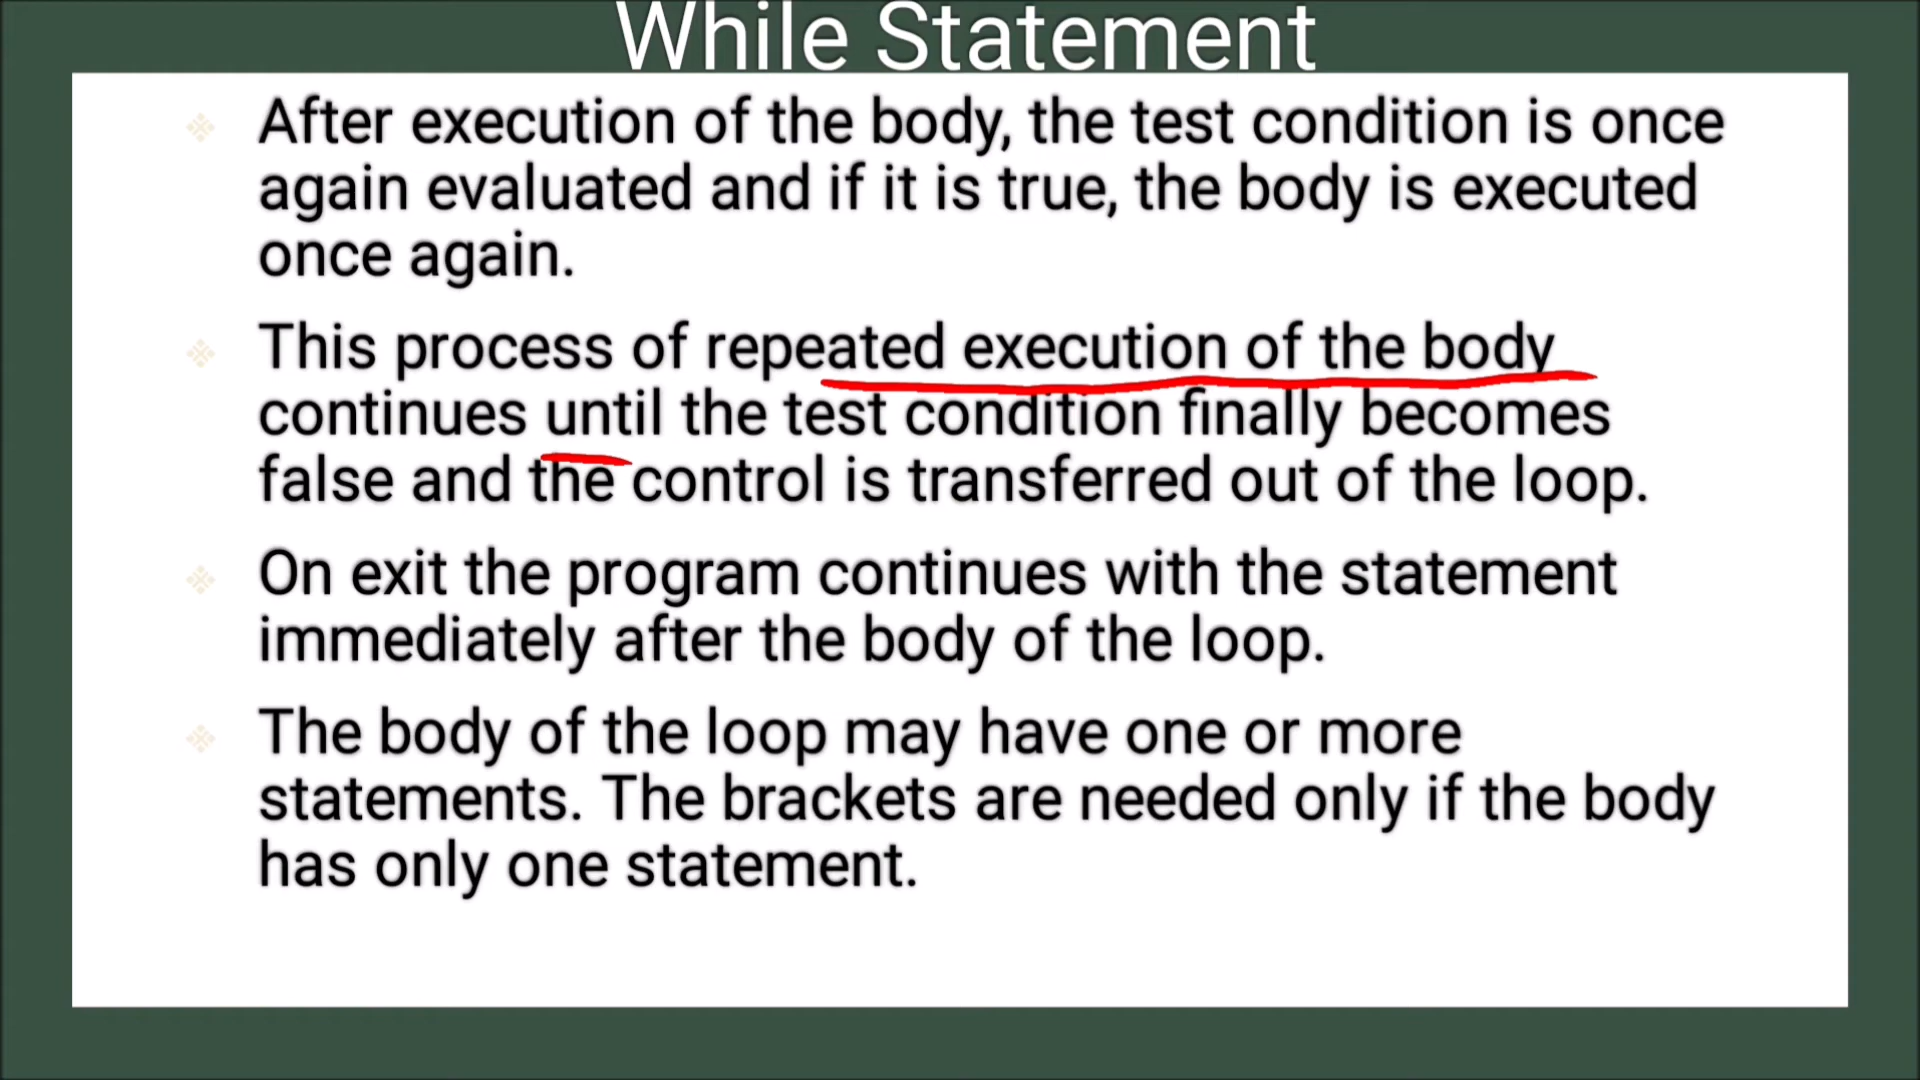 While Statement
After execution of the body, the test condition is once
again evaluated and if it is true, the body is executed
once again.
This process of repeated execution of the body
continues until the test condition finally becomes
false and the control is transferred out of the loop.
On exit the program continues with the statement
immediately after the body of the loop.
The body of the loop may have one or more
statements. The brackets are needed only if the body
has only one statement.